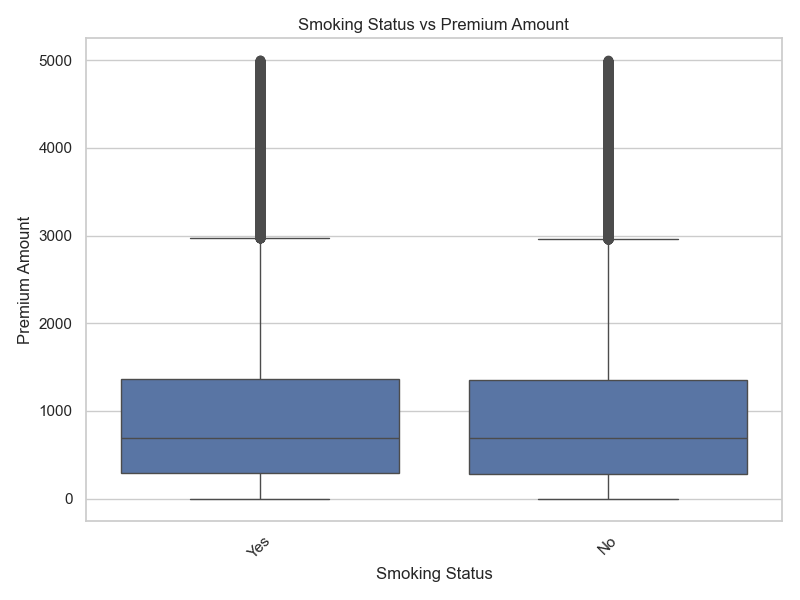 Smoking Status vs Premium Amount
5000
4000
3000
2000
1000
0
Premium Amount
Yes
No
Smoking Status